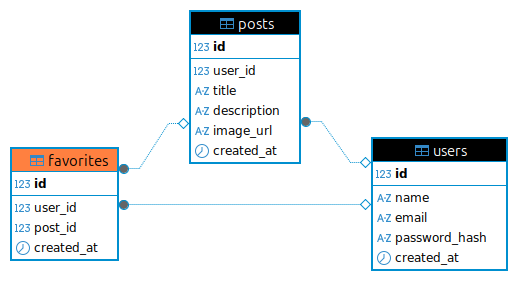 posts
123 id
123 user_id
A-Z title
A-Z description
A-Z image_url
created_at
favorites
123 id
123 user_id
123 post_id
created_at
users
123 id
A-Z name
A-Z email
A-Z password_hash
created_at